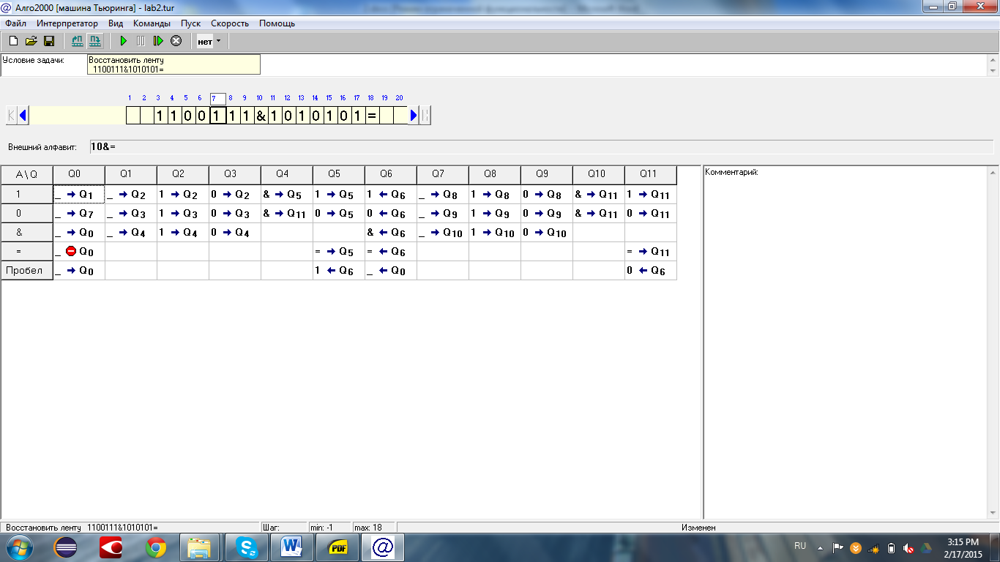 Алго2000 [машина Тьюринга] - lab2.tur
Файл Интерпретатор Вид Команды Пуск Скорость Помощь
нет
Условие задачи: Восстановить ленту
1100111&1010101=
1 2 3 4 5 6 7 8 9 10 11 12 13 14 15 16 17 18 19 20
1 1 0 0 1 1 1 & 1 0 1 0 1 0 1 =
Внешний алфавит: 10&=
А\Q Q0 Q1 Q2 Q3 Q4 Q5 Q6 Q7 Q8 Q9 Q10 Q11
1 _ → Q1 _ → Q2 1 → Q2 0 → Q2 & → Q5 1 → Q5 1 ← Q6 _ → Q8 1 → Q8 0 → Q8 & → Q11 1 → Q11
0 _ → Q7 _ → Q3 1 → Q3 0 → Q3 & → Q11 0 → Q5 0 ← Q6 _ → Q9 1 → Q9 0 → Q9 & → Q11 0 → Q11
& _ → Q0 _ → Q4 1 → Q4 0 → Q4 & ← Q6 _ → Q10 1 → Q10 0 → Q10
= _ Q0 = → Q5 = ← Q6 = → Q11
Пробел _ → Q0 1 ← Q6 _ ← Q0 0 ← Q6
Комментарий:
Восстановить ленту 1100111&1010101= Шаг: min: -1 max: 18 Изменен
W PDF @ RU 3:15 PM
2/17/2015